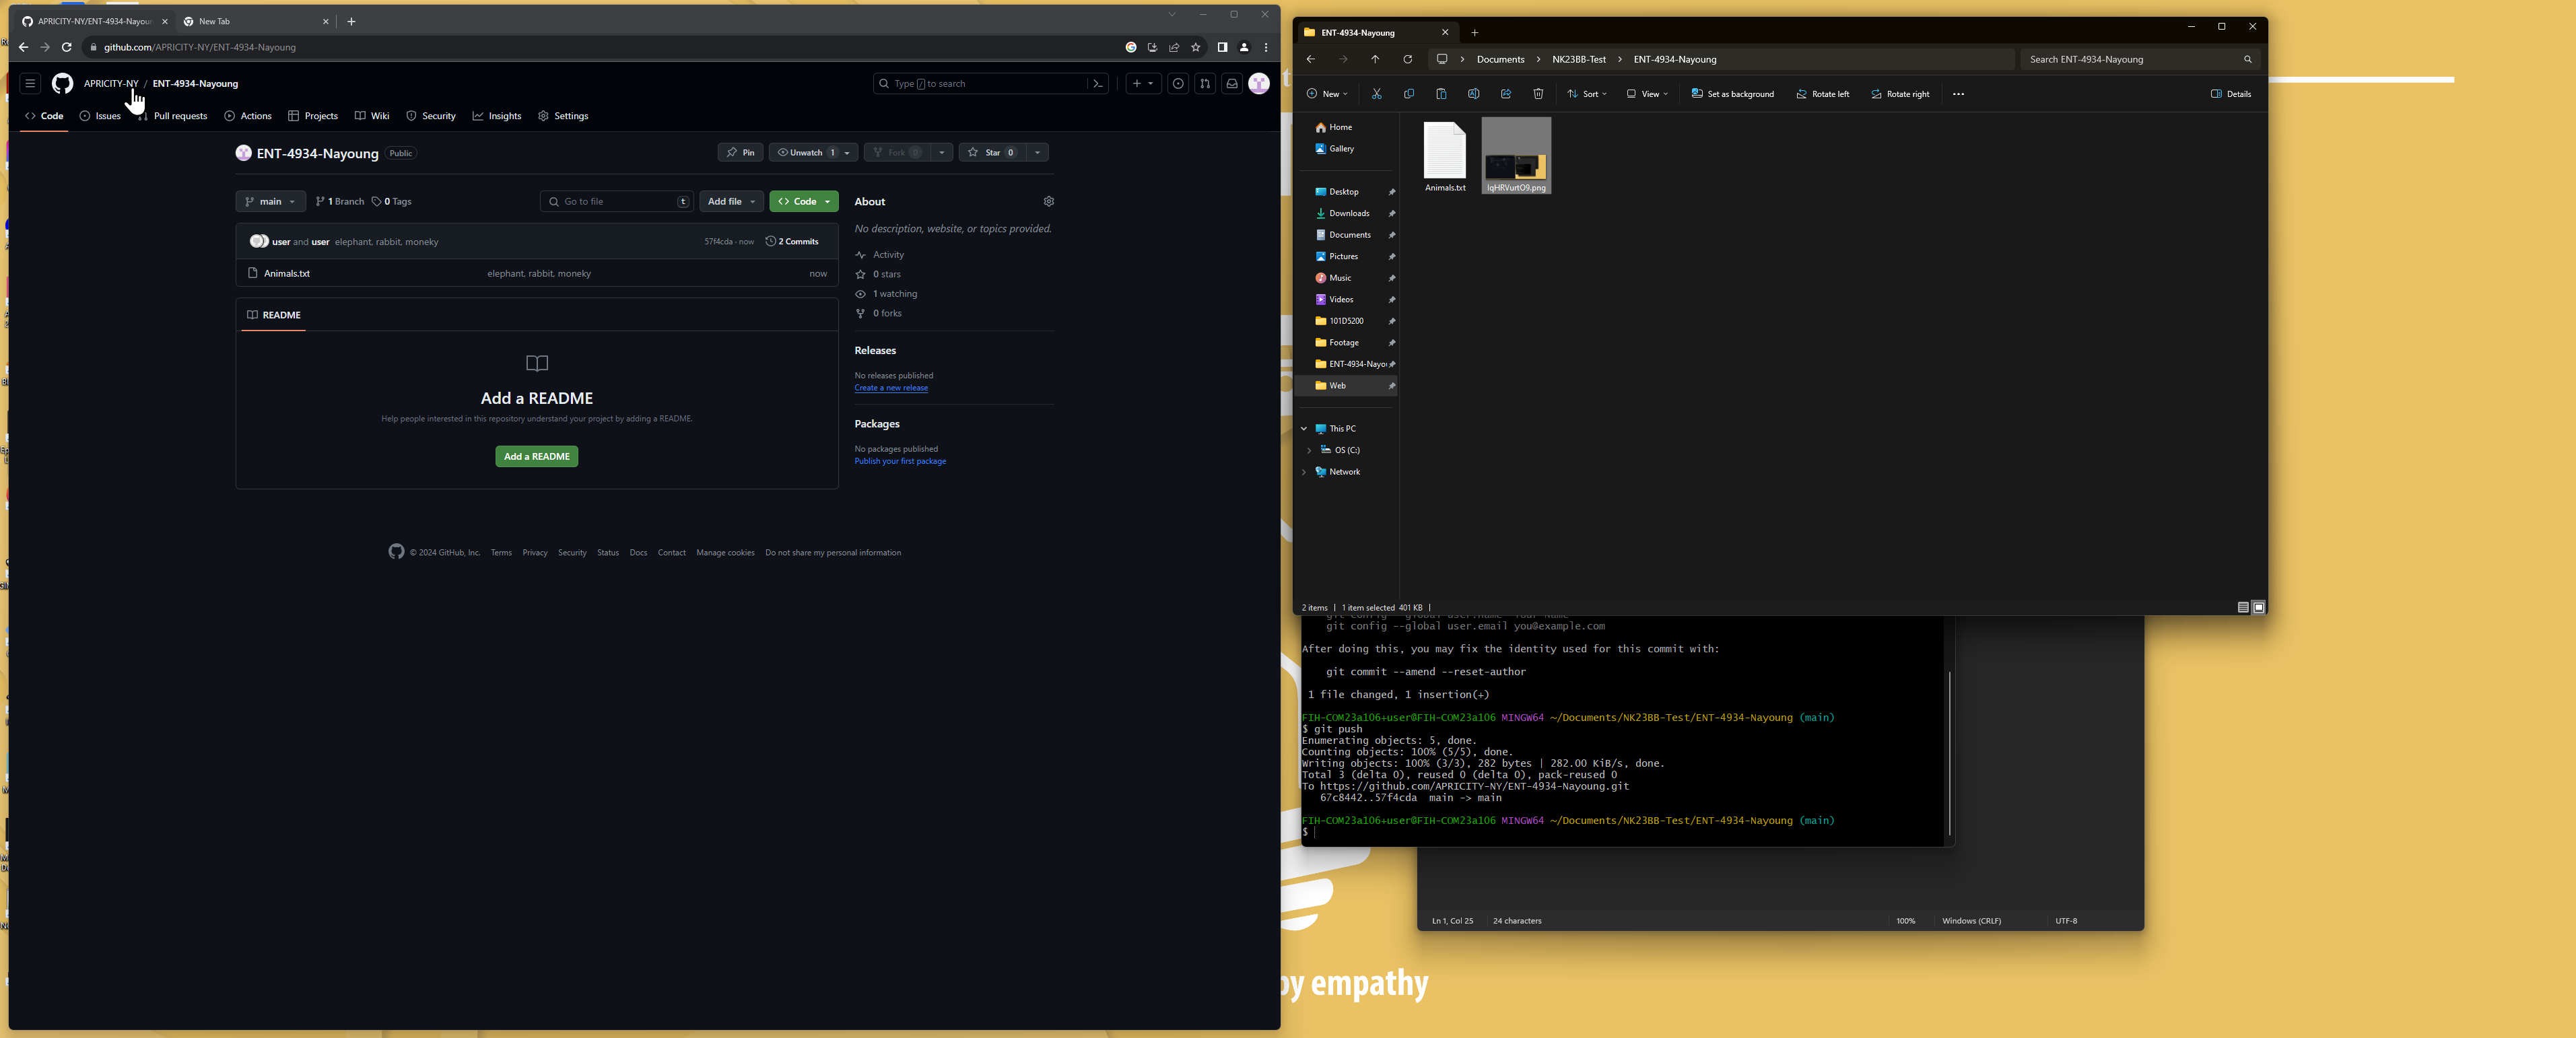 APRICITY-NY/ENT-4934-Nayoun
New Tab
github.com/APRICITY-NY/ENT-4934-Nayoung
APRICITY-NY / ENT-4934-Nayoung
Type / to search
Code
Issues
Pull requests
Actions
Projects
Wiki
Security
Insights
Settings
ENT-4934-Nayoung
Public
Pin
Unwatch 1
Fork
Star 0
main
1 Branch
0 Tags
Go to file
t
Add file
Code
user and user elephant, rabbit, moneky
57f4cda · now
2 Commits
Animals.txt
elephant, rabbit, moneky
now
README
Add a README
Help people interested in this repository understand your project by adding a README.
Add a README
About
No description, website, or topics provided.
Activity
0 stars
1 watching
0 forks
Releases
No releases published
Create a new release
Packages
No packages published
Publish your first package
© 2024 GitHub, Inc.
Terms
Privacy
Security
Status
Docs
Contact
Manage cookies
Do not share my personal information
ENT-4934-Nayoung
Documents > NK23BB-Test > ENT-4934-Nayoung
Search ENT-4934-Nayoung
New
Sort
View
Set as background
Rotate left
Rotate right
Details
Home
Gallery
Desktop
Downloads
Documents
Pictures
Music
Videos
101D5200
Footage
ENT-4934-Nayou
Web
This PC
OS (C:)
Network
Animals.txt
IqHRVurtO9.png
2 items
1 item selected 401 KB
git config --global user.email you@example.com
After doing this, you may fix the identity used for this commit with:
git commit --amend --reset-author
1 file changed, 1 insertion(+)
FIH-COM23a106+user@FIH-COM23a106 MINGW64 ~/Documents/NK23BB-Test/ENT-4934-Nayoung (main)
$ git push
Enumerating objects: 5, done.
Counting objects: 100% (5/5), done.
Writing objects: 100% (3/3), 282 bytes | 282.00 KiB/s, done.
Total 3 (delta 0), reused 0 (delta 0), pack-reused 0
To https://github.com/APRICITY-NY/ENT-4934-Nayoung.git
67c8442..57f4cda main -> main
FIH-COM23a106+user@FIH-COM23a106 MINGW64 ~/Documents/NK23BB-Test/ENT-4934-Nayoung (main)
$
Ln 1, Col 25
24 characters
100%
Windows (CRLF)
UTF-8
by empathy